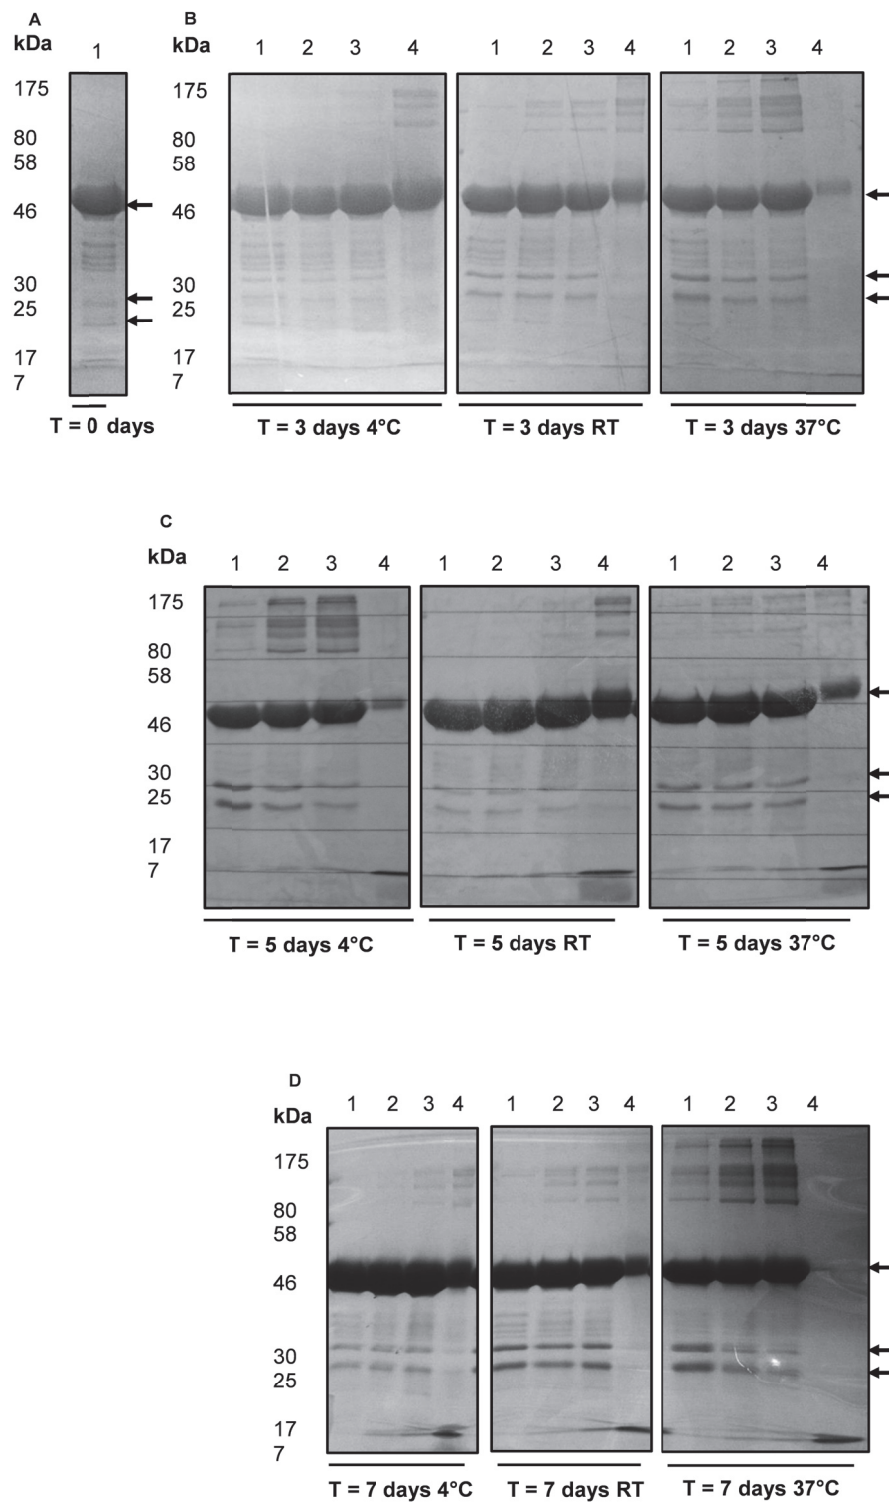 A
kDa
1
175
80
58
46
30
25
17
7
T = 0 days
B
kDa
1 2 3 4 1 2 3 4 1 2 3 4
175
80
58
46
30
25
17
7
T = 3 days 4°C T = 3 days RT T = 3 days 37°C
C
kDa
1 2 3 4 1 2 3 4 1 2 3 4
175
80
58
46
30
25
17
7
T = 5 days 4°C T = 5 days RT T = 5 days 37°C
D
kDa
1 2 3 4 1 2 3 4 1 2 3 4
175
80
58
46
30
25
17
7
T = 7 days 4°C T = 7 days RT T = 7 days 37°C